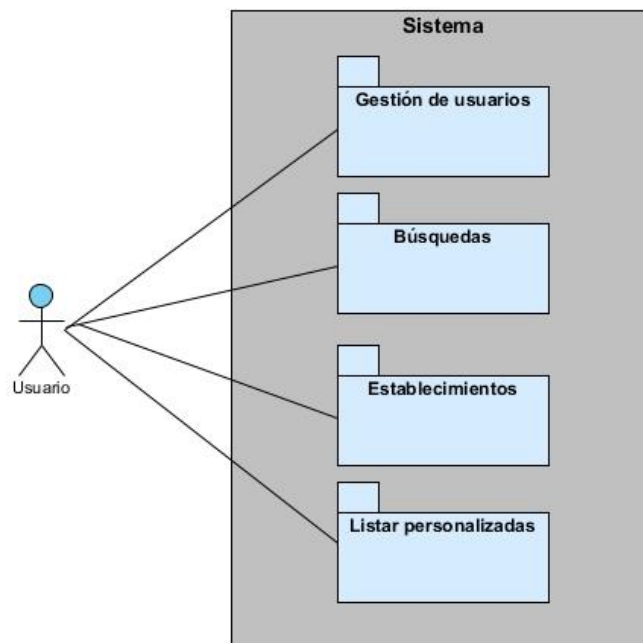 Sistema
Gestión de usuarios
Búsquedas
Usuario
Establecimientos
Listar personalizadas